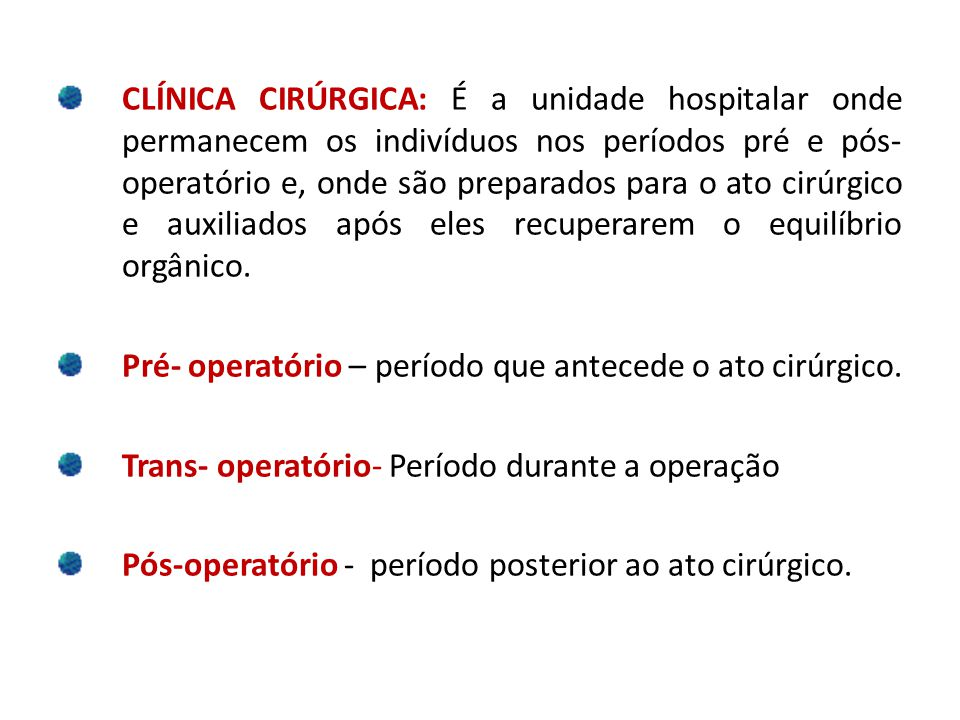 CLÍNICA CIRÚRGICA: É a unidade hospitalar onde
permanecem os indivíduos nos períodos pré e pós-
operatório e, onde são preparados para o ato cirúrgico
e auxiliados após eles recuperarem o equilíbrio
orgânico.
Pré- operatório – período que antecede o ato cirúrgico.
Trans- operatório- Período durante a operação
Pós-operatório - período posterior ao ato cirúrgico.